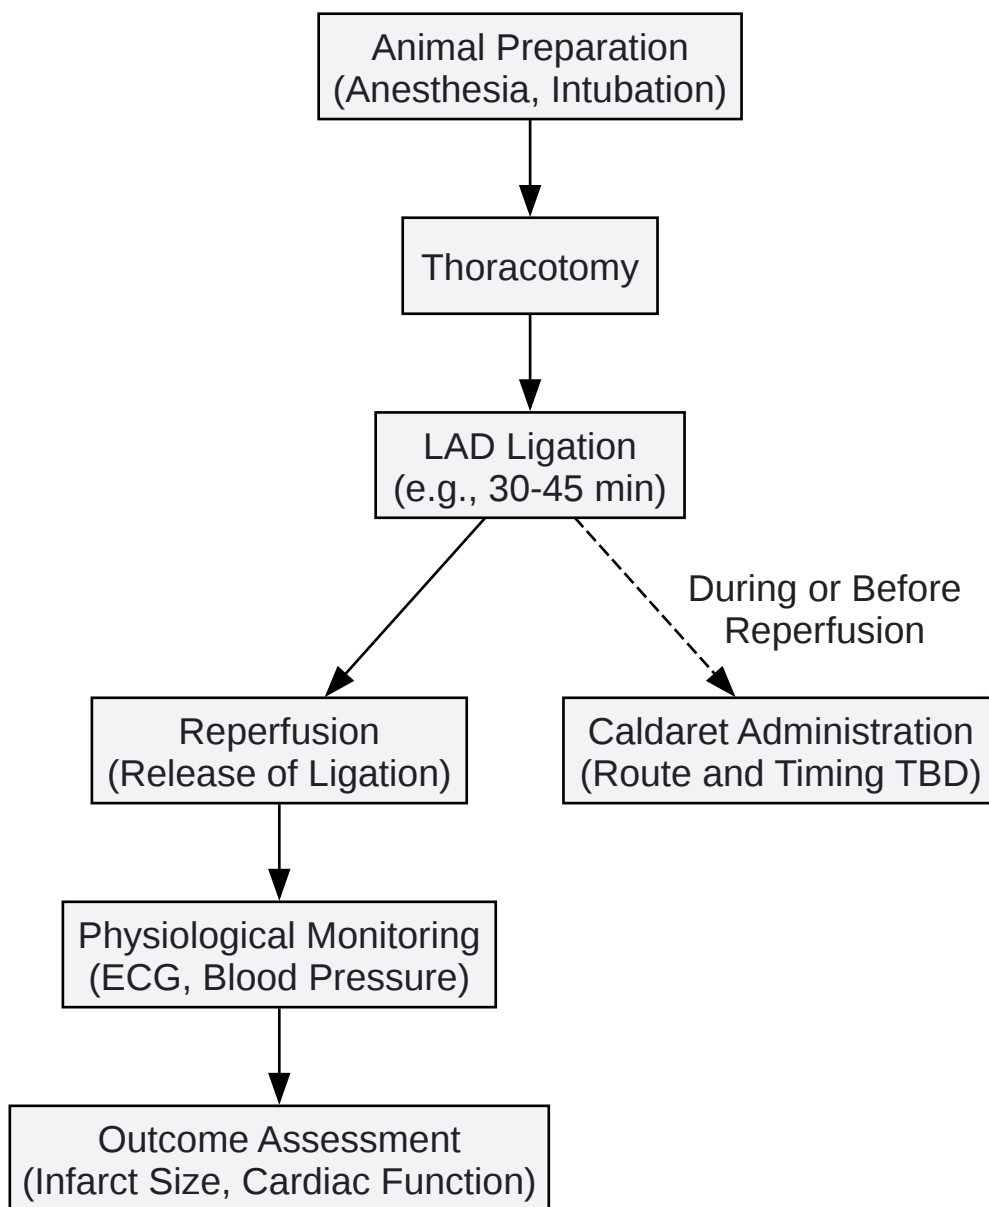 Animal Preparation
(Anesthesia, Intubation)
Thoracotomy
LAD Ligation
(e.g., 30-45 min)
During or Before
Reperfusion
Reperfusion
(Release of Ligation)
Caldaret Administration
(Route and Timing TBD)
Physiological Monitoring
(ECG, Blood Pressure)
Outcome Assessment
(Infarct Size, Cardiac Function)